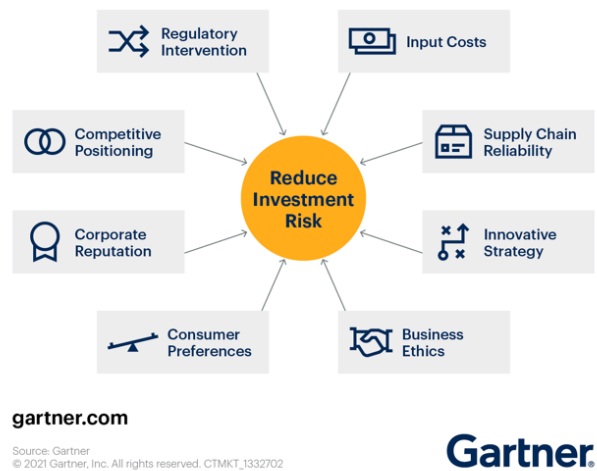 Regulatory
Intervention
Input Costs
Competitive
Positioning
Supply Chain
Reliability
Reduce
Investment
Risk
Corporate
Reputation
Innovative
Strategy
Consumer
Preferences
Business
Ethics
gartner.com
Source: Gartner
© 2021 Gartner, Inc. All rights reserved. CTMKT_1332702
Gartner®